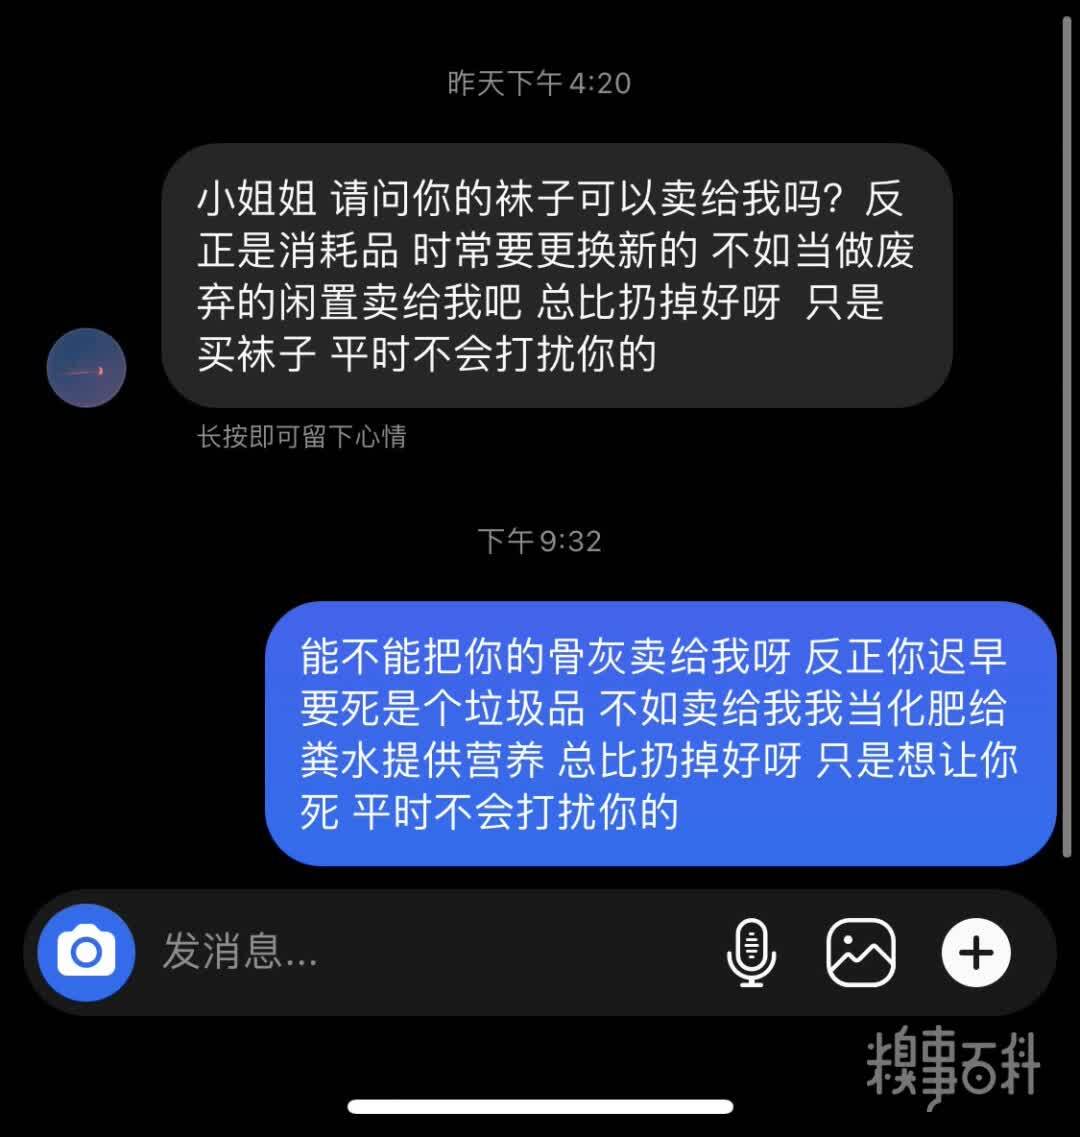 昨天下午4:20
小姐姐 请问你的袜子可以卖给我吗？反
正是消耗品 时常要更换新的 不如当做废
弃的闲置卖给我吧 总比扔掉好呀 只是
买袜子 平时不会打扰你的
长按即可留下心情
下午9:32
能不能把你的骨灰卖给我呀 反正你迟早
要死是个垃圾品 不如卖给我我当化肥给
粪水提供营养 总比扔掉好呀 只是想让你
死 平时不会打扰你的
发消息...
糗事百科